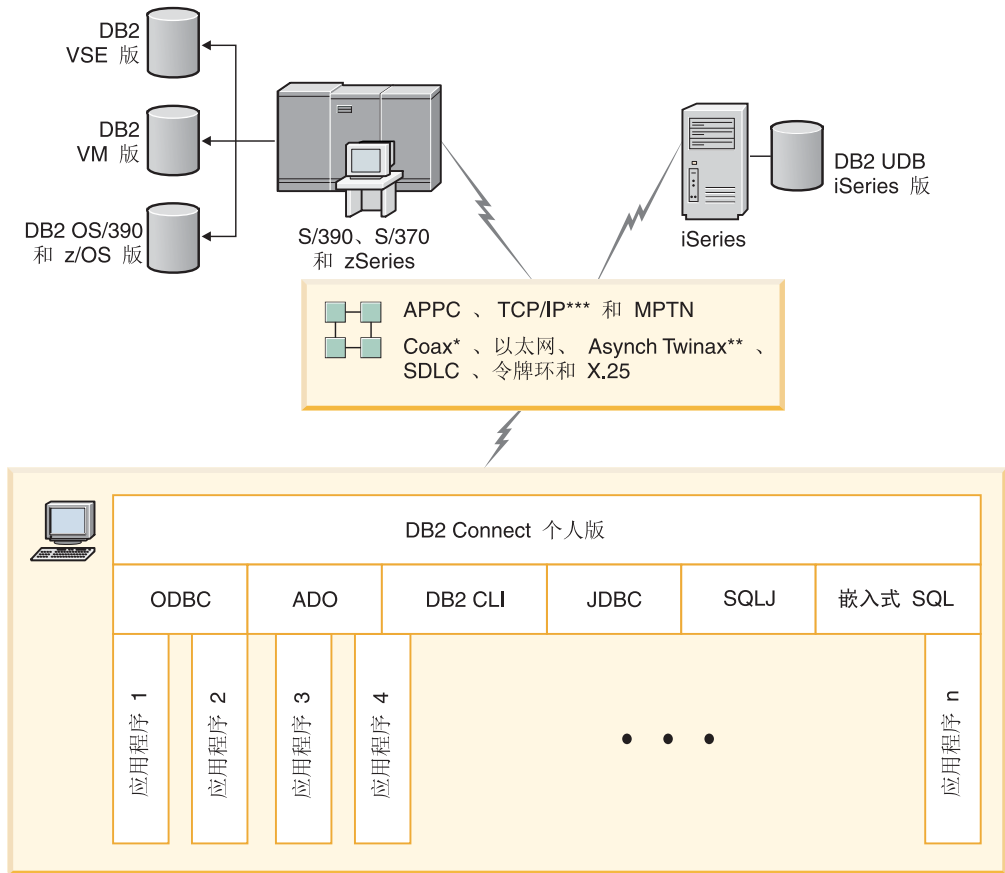 DB2
VSE 版
DB2
VM 版
DB2 OS/390
和 z/OS 版
S/390、S/370
和 zSeries
iSeries
DB2 UDB
iSeries 版
APPC 、 TCP/IP*** 和 MPTN
Coax* 、以太网、 Asynch Twinax** 、
SDLC 、令牌环和 X.25
DB2 Connect 个人版
ODBC
ADO
DB2 CLI
JDBC
SQLJ
嵌入式 SQL
应用程序 1
应用程序 2
应用程序 3
应用程序 4
应用程序 n